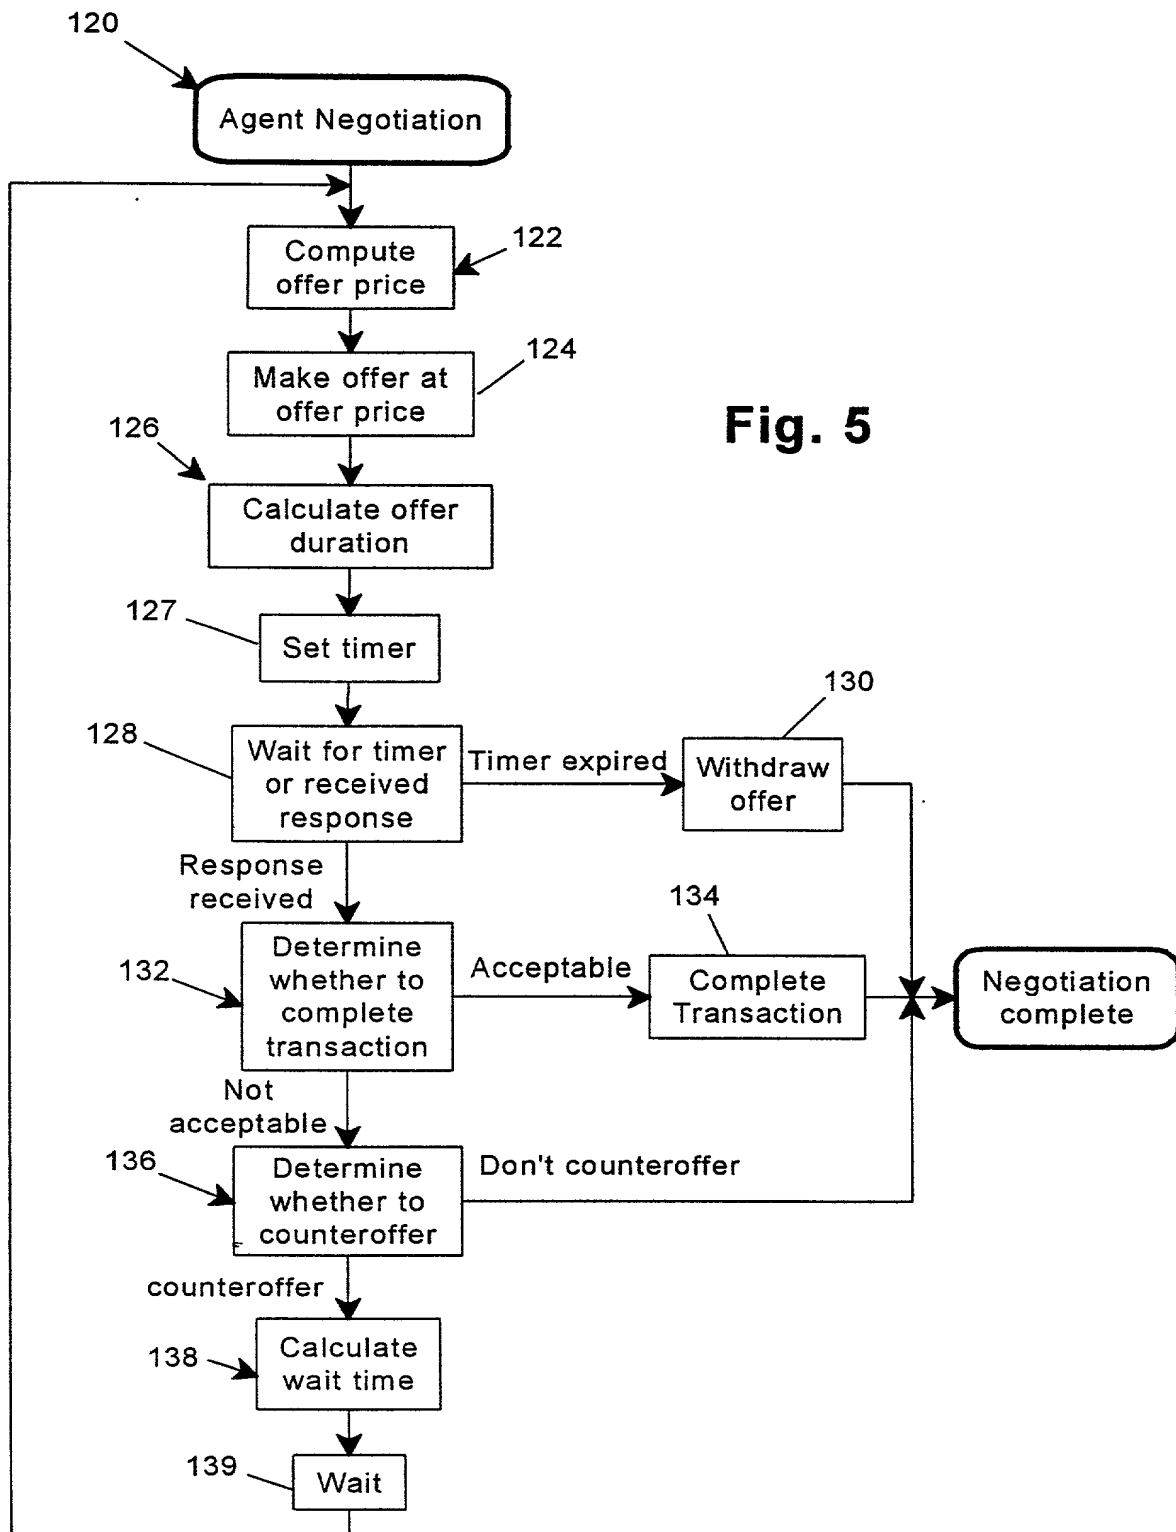 120
Agent Negotiation
Compute
offer price
122
Make offer at
offer price
124
Fig. 5
126
Calculate offer
duration
127
Set timer
128
Wait for timer
or received
response
Timer expired
130
Withdraw
offer
Response
received
132
Determine
whether to
complete
transaction
Acceptable
134
Complete
Transaction
Negotiation
complete
Not
acceptable
136
Determine
whether to
counteroffer
Don't counteroffer
counteroffer
138
Calculate
wait time
139
Wait